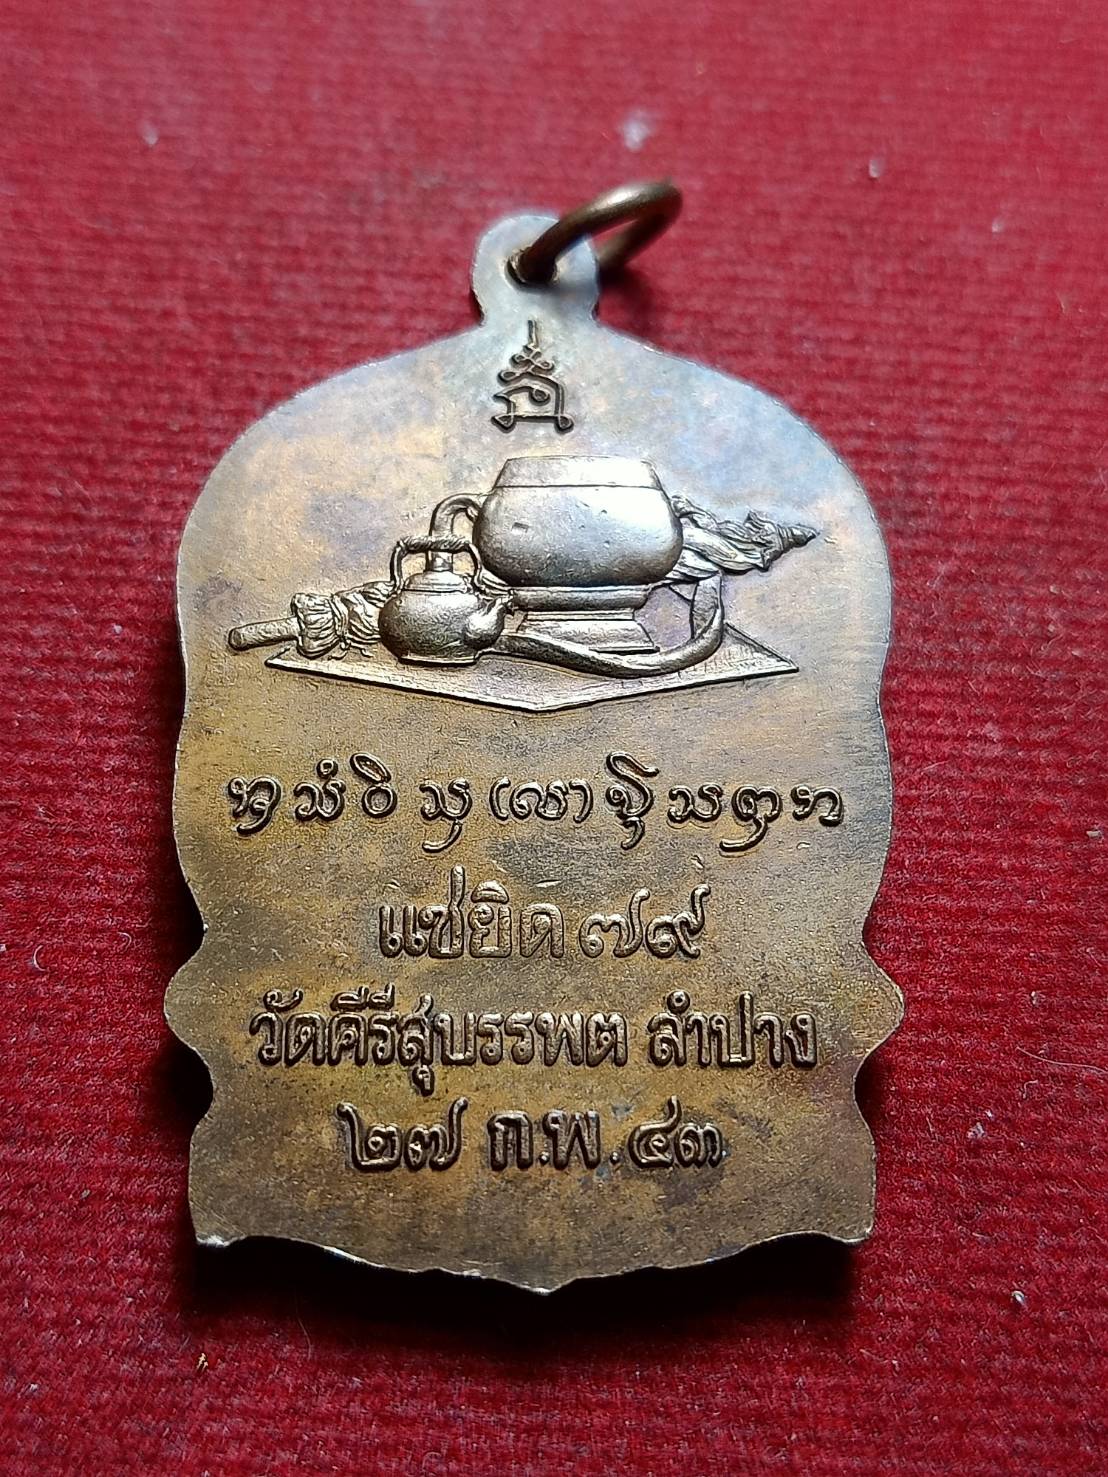 แซยิด ๗๙
วัดคีรีสุบรรพต ลำปาง
๒๗ ก.พ. ๔๓